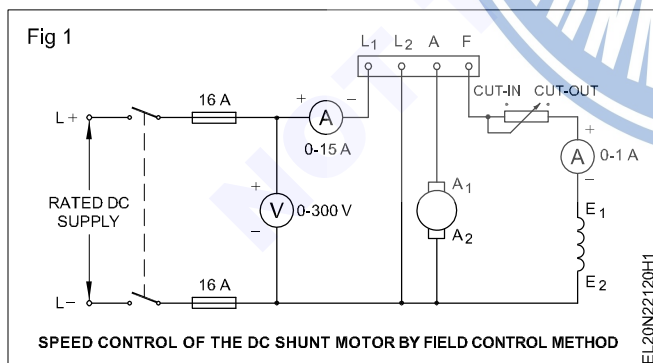 Fig 1
L1 L2 A F
CUT-IN CUT-OUT
16 A
L+
+ A −
0-15 A
+
A
0-1 A
−
RATED DC
SUPPLY
+
V
0-300 V
−
A1
A2
E1
E2
16 A
L−
SPEED CONTROL OF THE DC SHUNT MOTOR BY FIELD CONTROL METHOD
EL20N22120H1
NOT